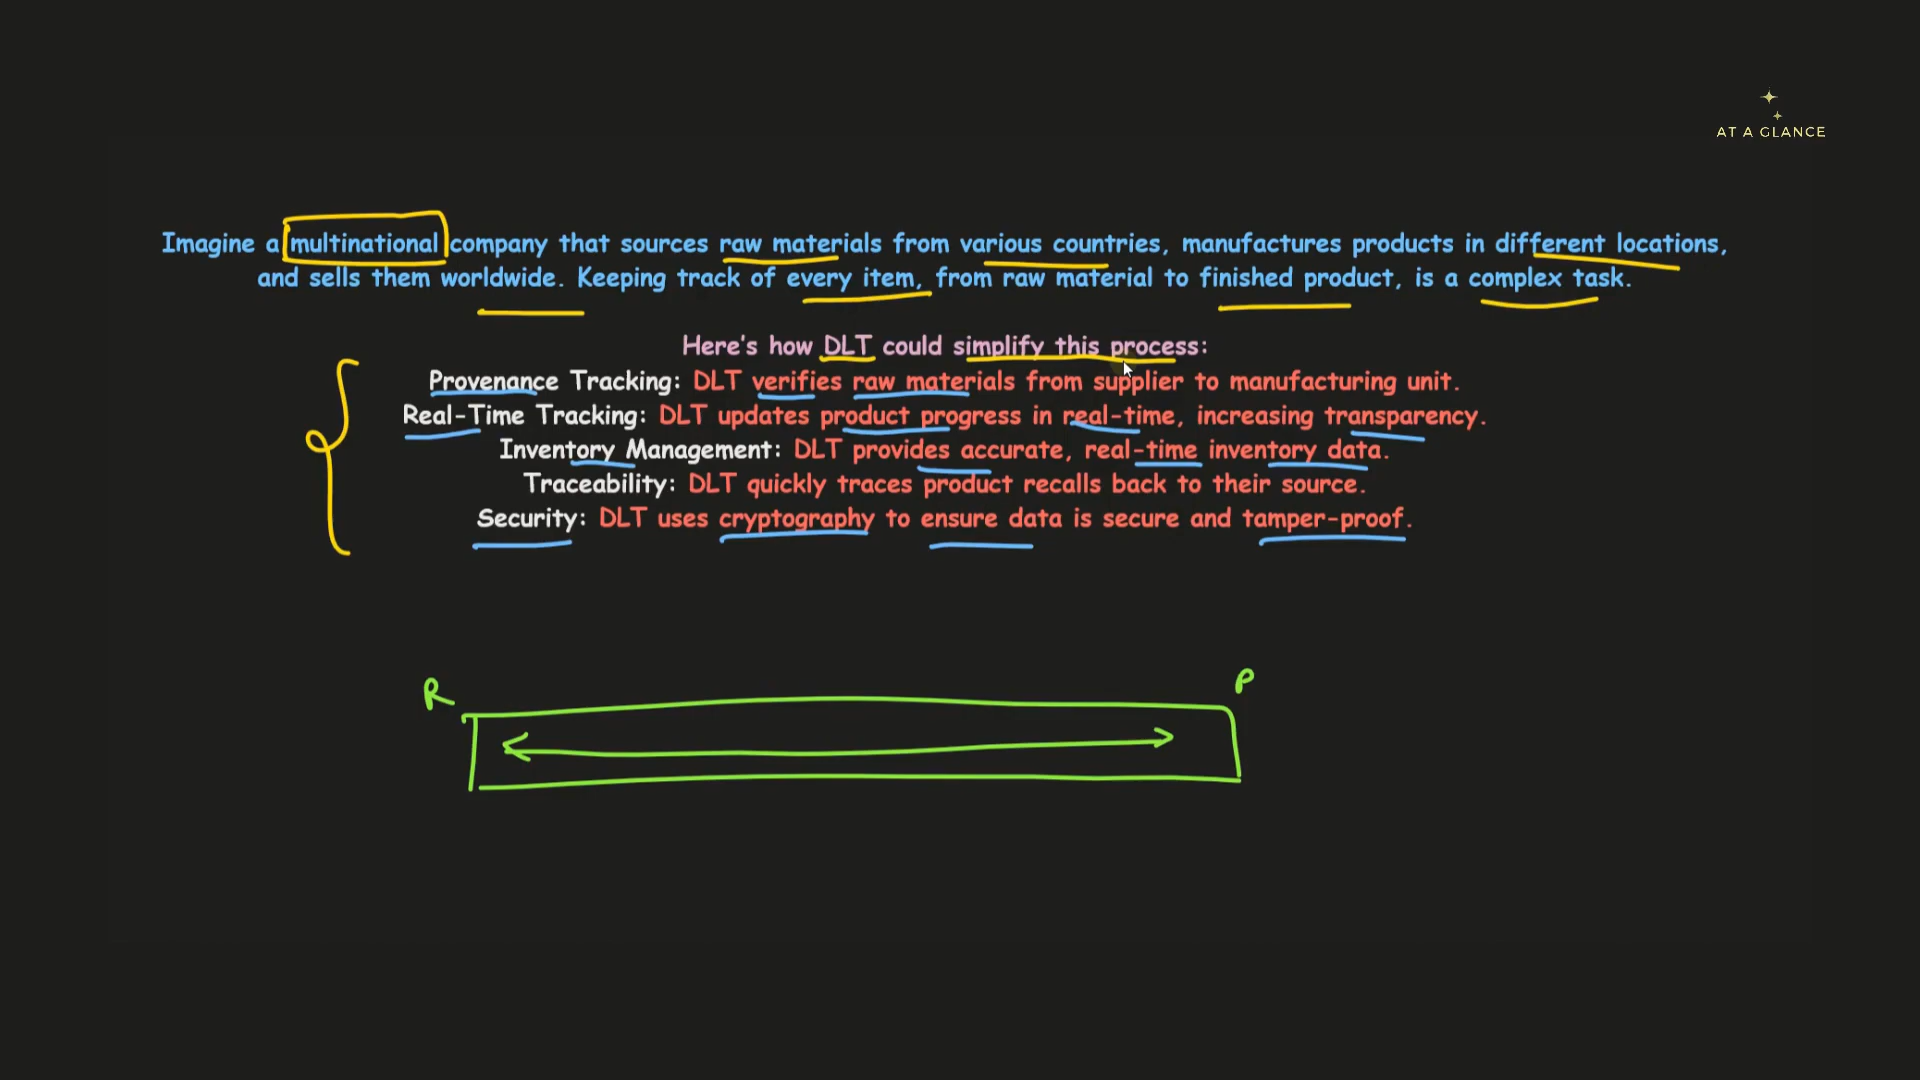 AT A GLANCE
Imagine a multinational company that sources raw materials from various countries, manufactures products in different locations,
and sells them worldwide. Keeping track of every item, from raw material to finished product, is a complex task.
Here's how DLT could simplify this process:
Provenance Tracking: DLT verifies raw materials from supplier to manufacturing unit.
Real-Time Tracking: DLT updates product progress in real-time, increasing transparency.
Inventory Management: DLT provides accurate, real-time inventory data.
Traceability: DLT quickly traces product recalls back to their source.
Security: DLT uses cryptography to ensure data is secure and tamper-proof.
R
P